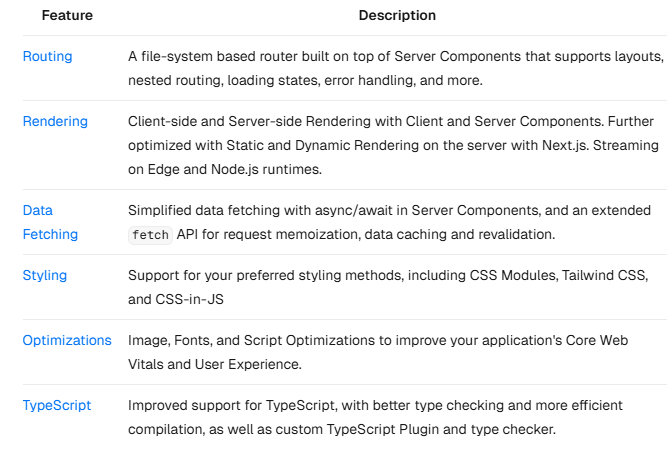 Feature Description
Routing A file-system based router built on top of Server Components that supports layouts,
nested routing, loading states, error handling, and more.
Rendering Client-side and Server-side Rendering with Client and Server Components. Further
optimized with Static and Dynamic Rendering on the server with Next.js. Streaming
on Edge and Node.js runtimes.
Data Simplified data fetching with async/await in Server Components, and an extended
Fetching fetch API for request memoization, data caching and revalidation.
Styling Support for your preferred styling methods, including CSS Modules, Tailwind CSS,
and CSS-in-JS
Optimizations Image, Fonts, and Script Optimizations to improve your application's Core Web
Vitals and User Experience.
TypeScript Improved support for TypeScript, with better type checking and more efficient
compilation, as well as custom TypeScript Plugin and type checker.